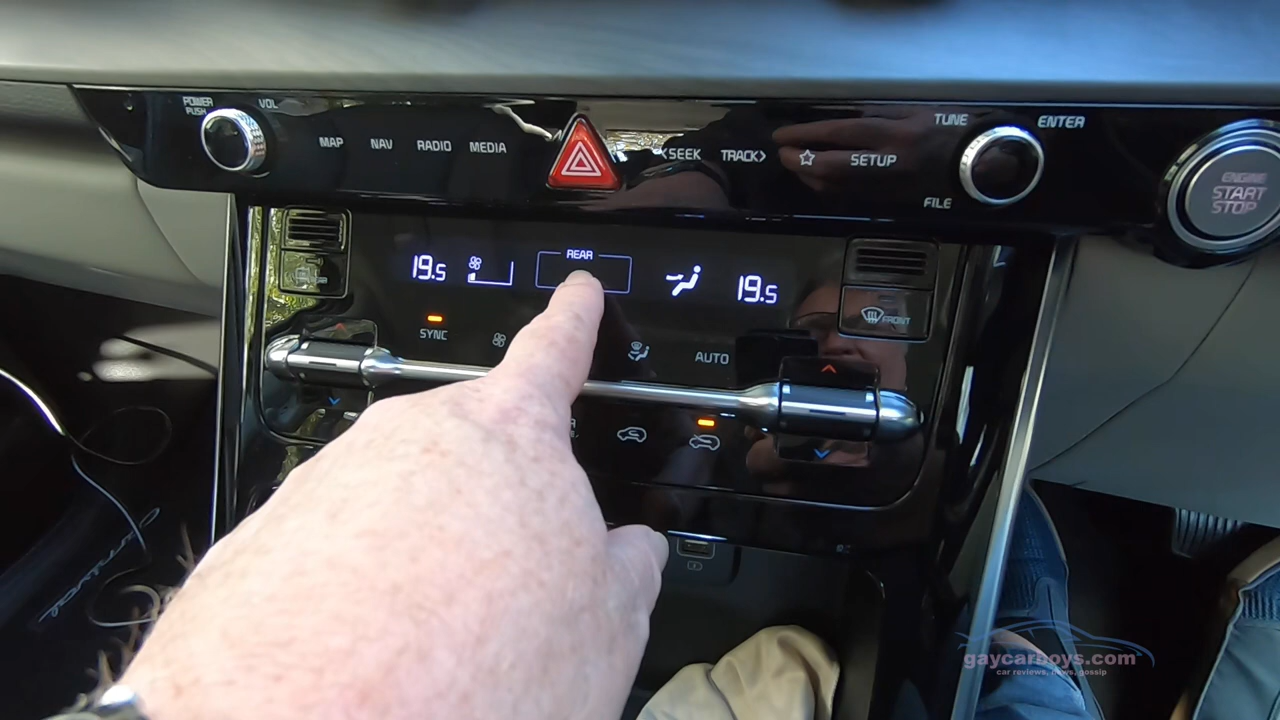 POWER
PUSH
VOL
MAP NAV RADIO MEDIA
<SEEK TRACK> SETUP
TUNE ENTER
FILE
ENGINE
START
STOP
19.5 REAR 19.5
SYNC
AUTO
FRONT
arnival
gaycarboys.com
car reviews, news, gossip